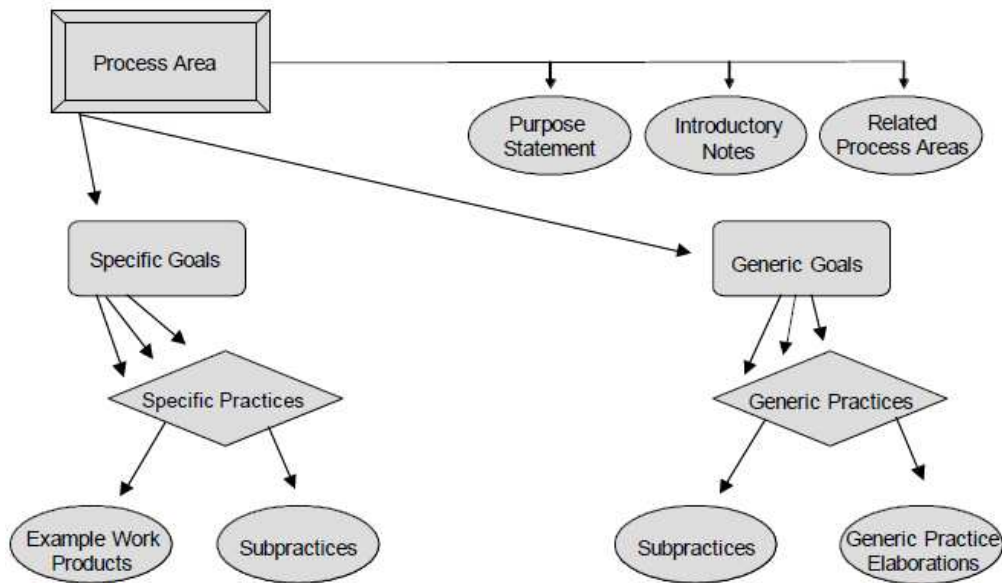 Process Area
Purpose
Statement
Introductory
Notes
Related
Process Areas
Specific Goals
Generic Goals
Specific Practices
Generic Practices
Example Work
Products
Subpractices
Subpractices
Generic Practice
Elaborations